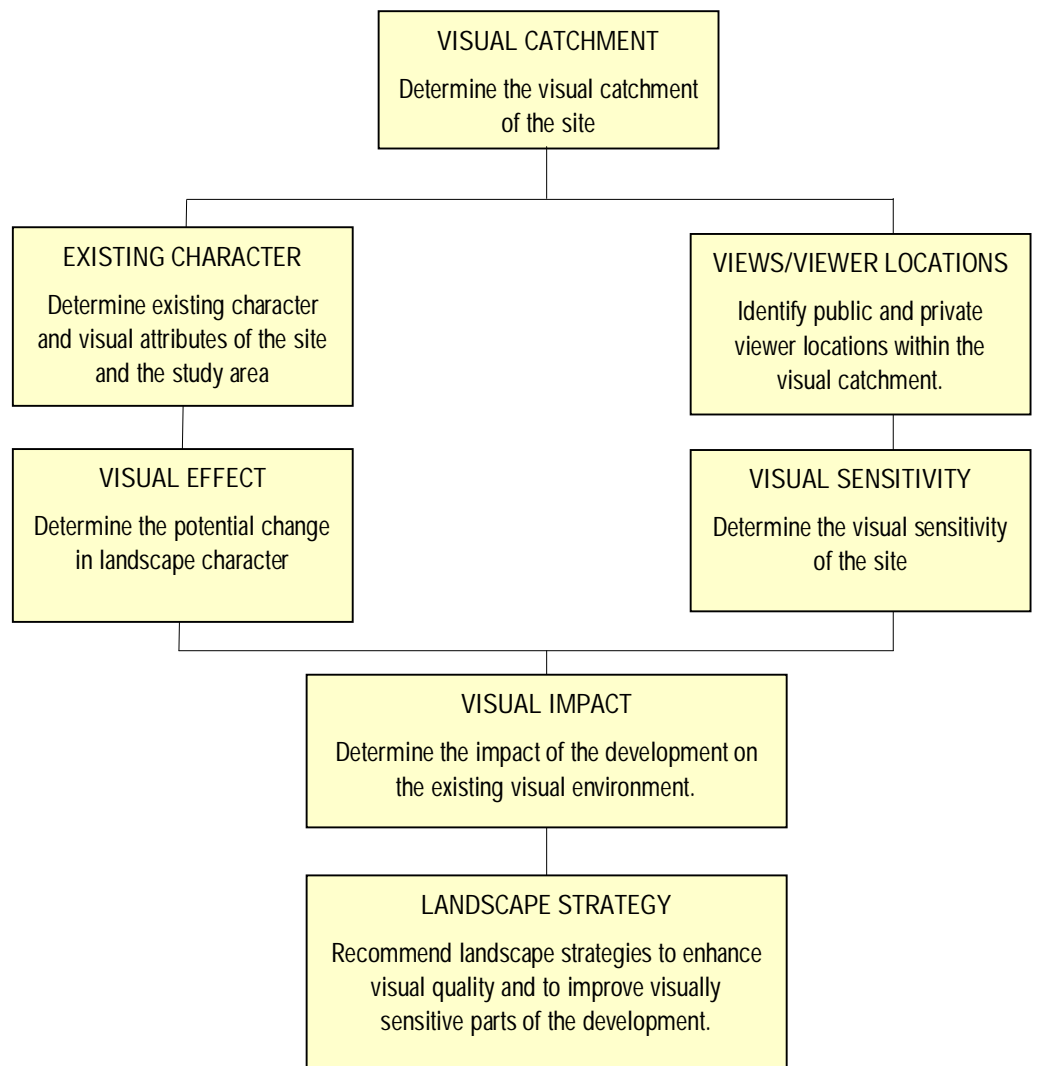 VISUAL CATCHMENT
Determine the visual catchment
of the site
EXISTING CHARACTER
Determine existing character
and visual attributes of the site
and the study area
VIEWS/VIEWER LOCATIONS
Identify public and private
viewer locations within the
visual catchment.
VISUAL EFFECT
Determine the potential change
in landscape character
VISUAL SENSITIVITY
Determine the visual sensitivity
of the site
VISUAL IMPACT
Determine the impact of the development on
the existing visual environment.
LANDSCAPE STRATEGY
Recommend landscape strategies to enhance
visual quality and to improve visually
sensitive parts of the development.